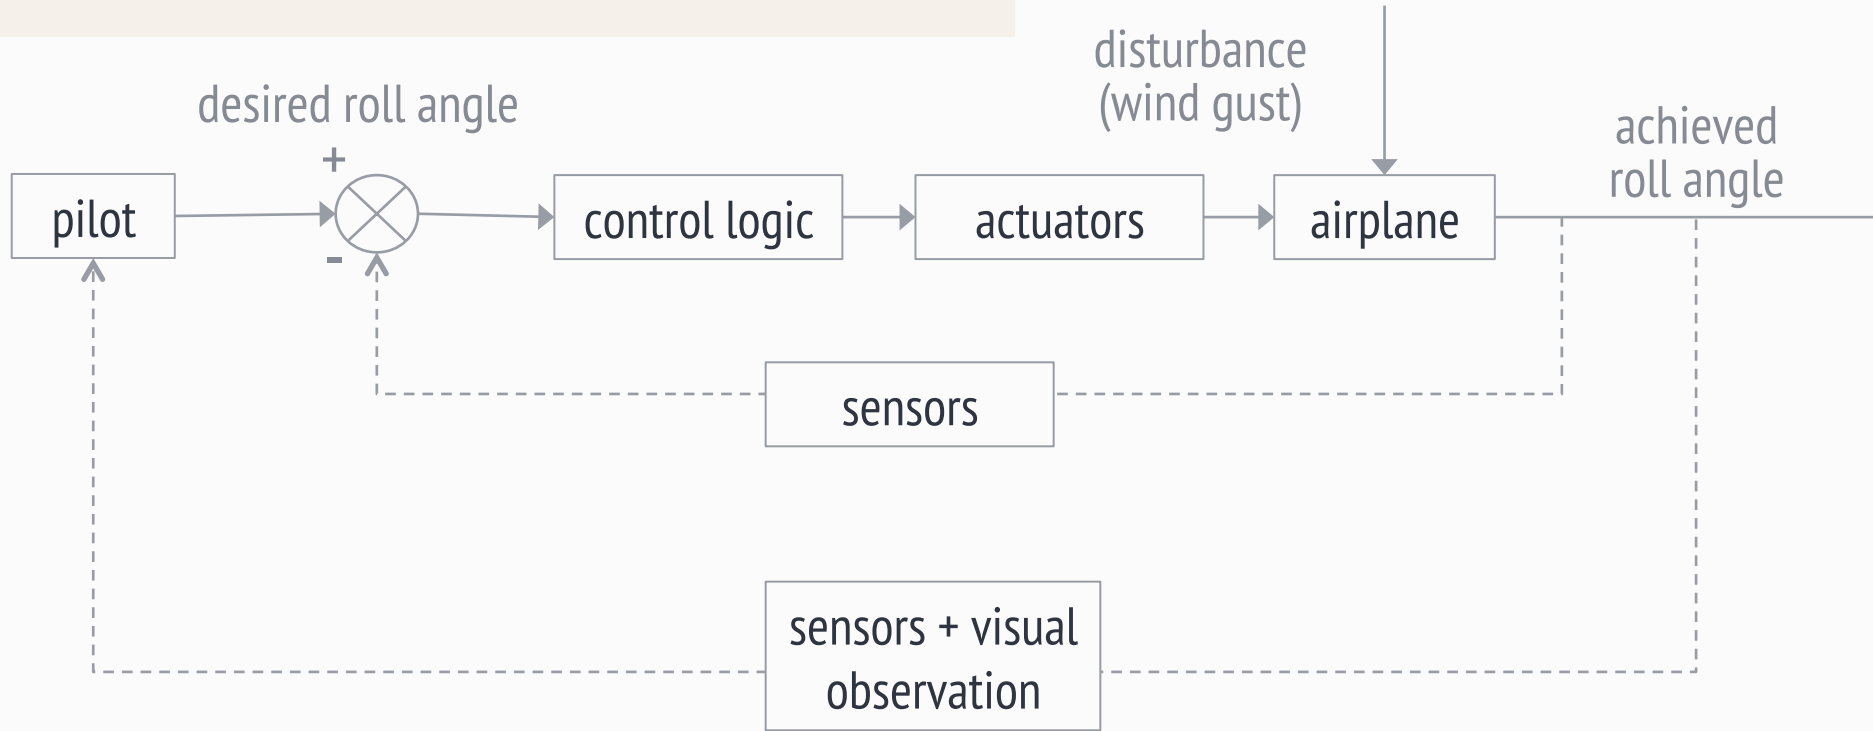 disturbance
(wind gust)
desired roll angle
achieved
roll angle
+
pilot
control logic
actuators
airplane
-
sensors
sensors + visual
observation